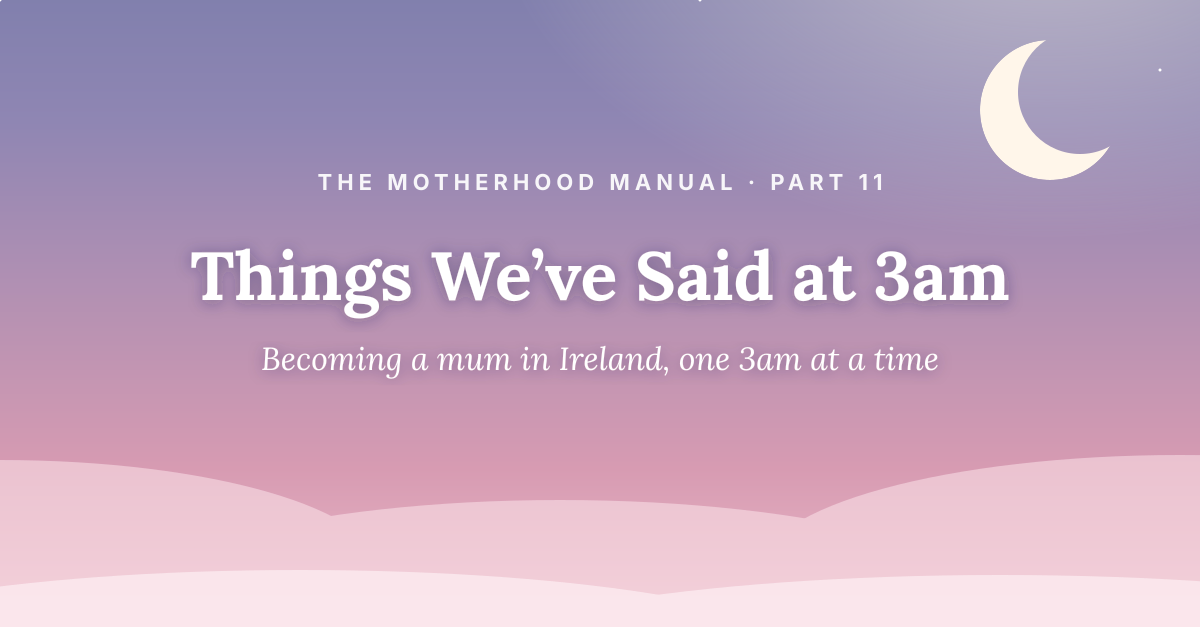 THE MOTHERHOOD MANUAL · PART 11
Things We’ve Said at 3am
Becoming a mum in Ireland, one 3am at a time